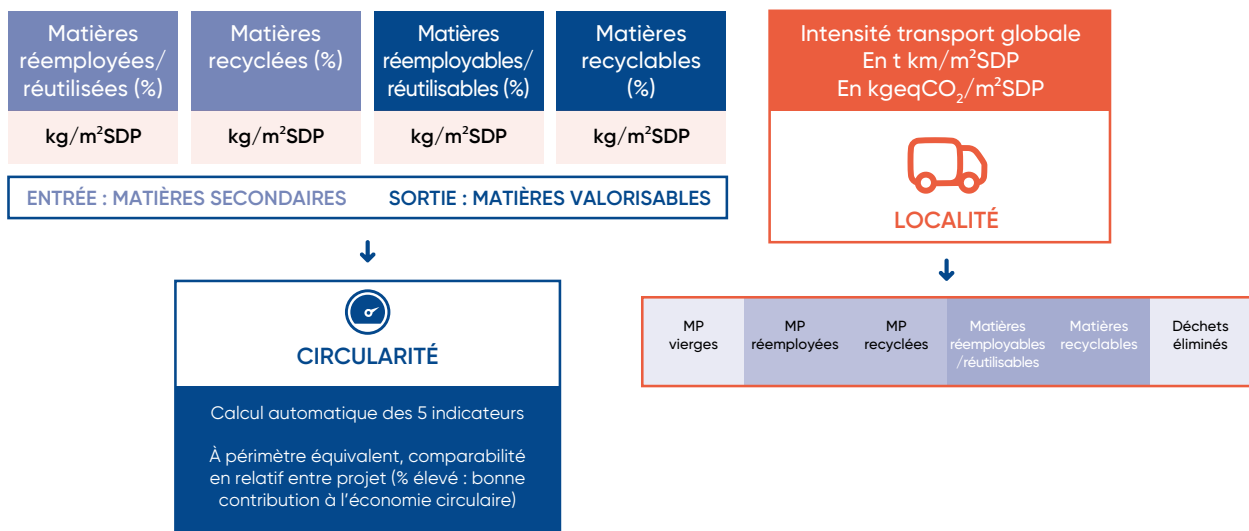 Matières
réemployées/
réutilisées (%)
kg/m²SDP
Matières
recyclées (%)
kg/m²SDP
Matières
réemployables/
réutilisables (%)
kg/m²SDP
Matières
recyclables
(%)
kg/m²SDP
ENTRÉE : MATIÈRES SECONDAIRES
SORTIE : MATIÈRES VALORISABLES
CIRCULARITÉ
Calcul automatique des 5 indicateurs
À périmètre équivalent, comparabilité
en relatif entre projet (% élevé : bonne
contribution à l’économie circulaire)
Intensité transport globale
En t km/m²SDP
En kgeqCO₂/m²SDP
LOCALITÉ
MP
vierges
MP
réemployées
MP
recyclées
Matières
réemployables
/réutilisables
Matières
recyclables
Déchets
éliminés